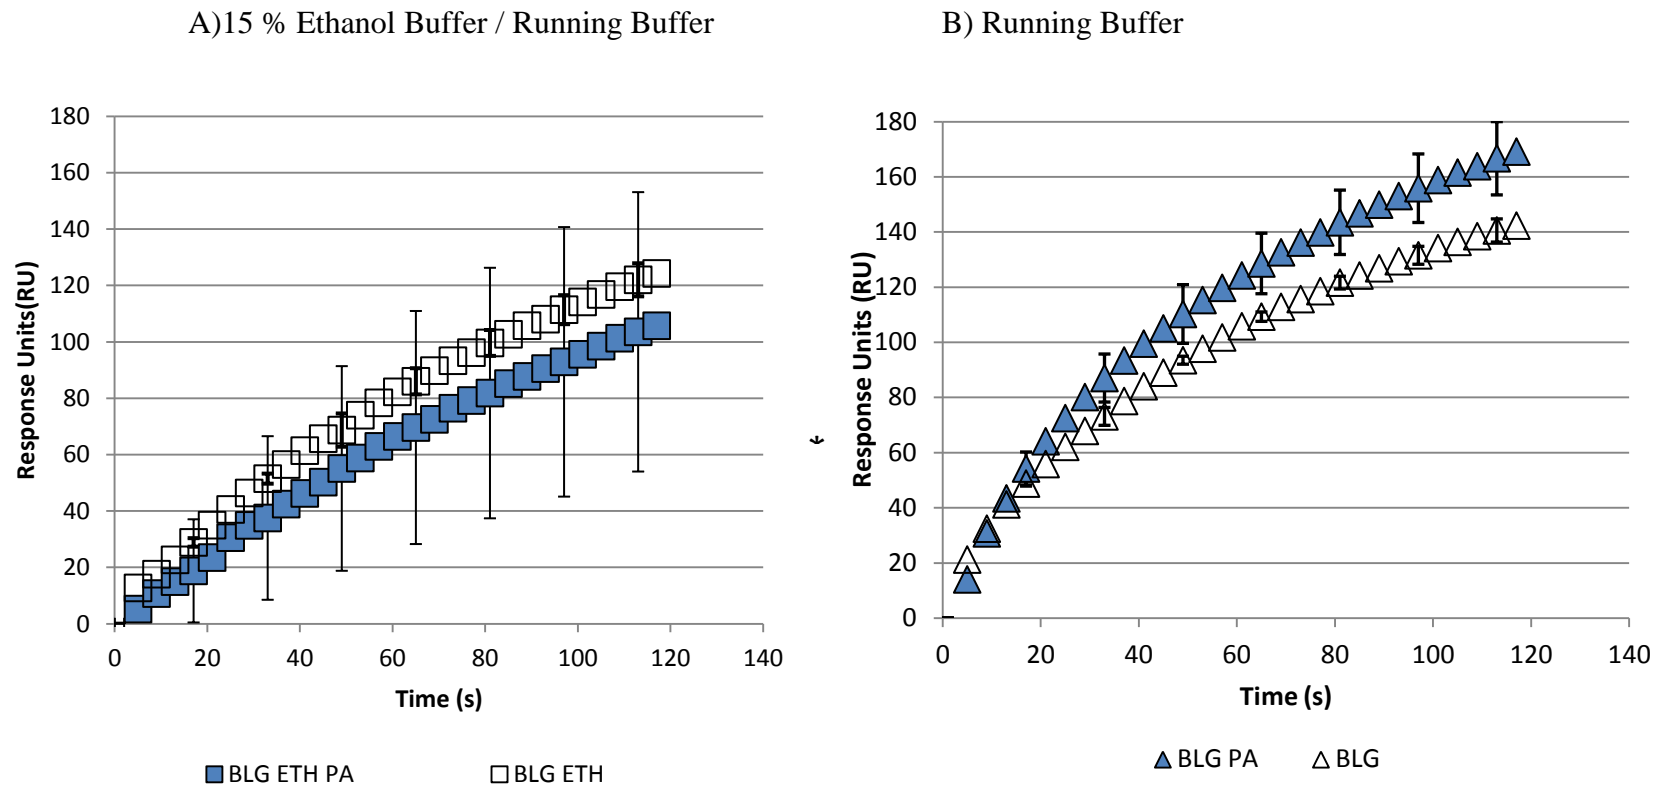 A)15 % Ethanol Buffer / Running Buffer
180
160
140
120
100
80
60
40
20
0
0 20 40 60 80 100 120 140
Response Units(RU)
Time (s)
BLG ETH PA BLG ETH
B) Running Buffer
180
160
140
120
100
80
60
40
20
0
0 20 40 60 80 100 120 140
*
Response Units (RU)
Time (s)
BLG PA BLG